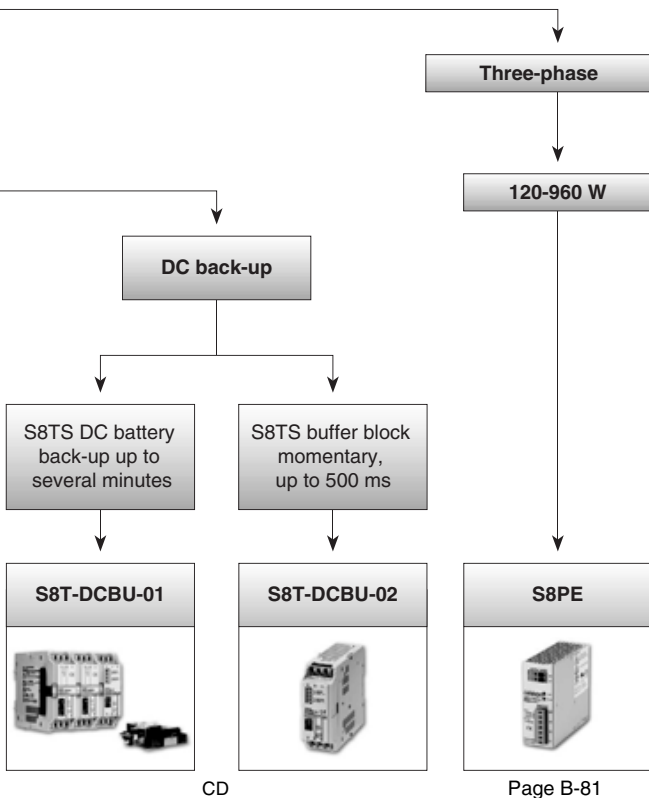 Three-phase
120-960 W
DC back-up
S8TS DC battery
back-up up to
several minutes
S8TS buffer block
momentary,
up to 500 ms
S8T-DCBU-01
S8T-DCBU-02
S8PE
CD
Page B-81